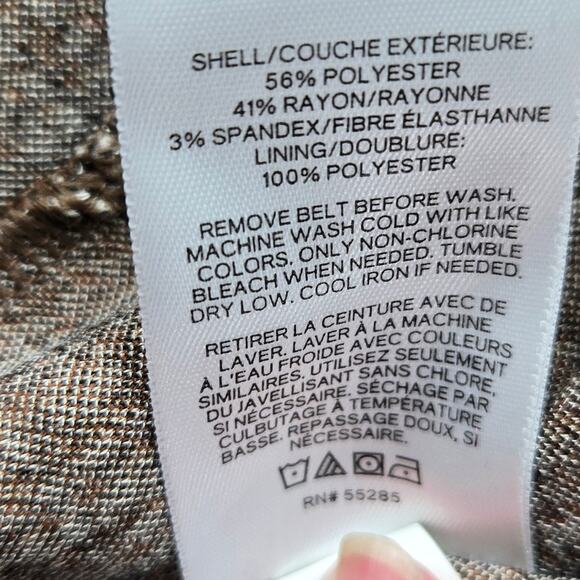 SHELL/COUCHE EXTÉRIEURE:
56% POLYESTER
41% RAYON/RAYONNE
3% SPANDEX/FIBRE ÉLASTHANNE
LINING/DOUBLURE:
100% POLYESTER
REMOVE BELT BEFORE WASH.
MACHINE WASH COLD WITH LIKE
COLORS. ONLY NON-CHLORINE
BLEACH WHEN NEEDED. TUMBLE
DRY LOW. COOL IRON IF NEEDED.
RETIRER LA CEINTURE AVEC DE
LAVER. LAVER À LA MACHINE
À L'EAU FROIDE AVEC COULEURS
SIMILAIRES. UTILISEZ SEULEMENT
DU JAVELLISANT SANS CHLORE,
SI NÉCESSAIRE. SÉCHAGE PAR
CULBUTAGE À TEMPÉRATURE
BASSE. REPASSAGE DOUX, SI
NÉCESSAIRE.
RN# 55285